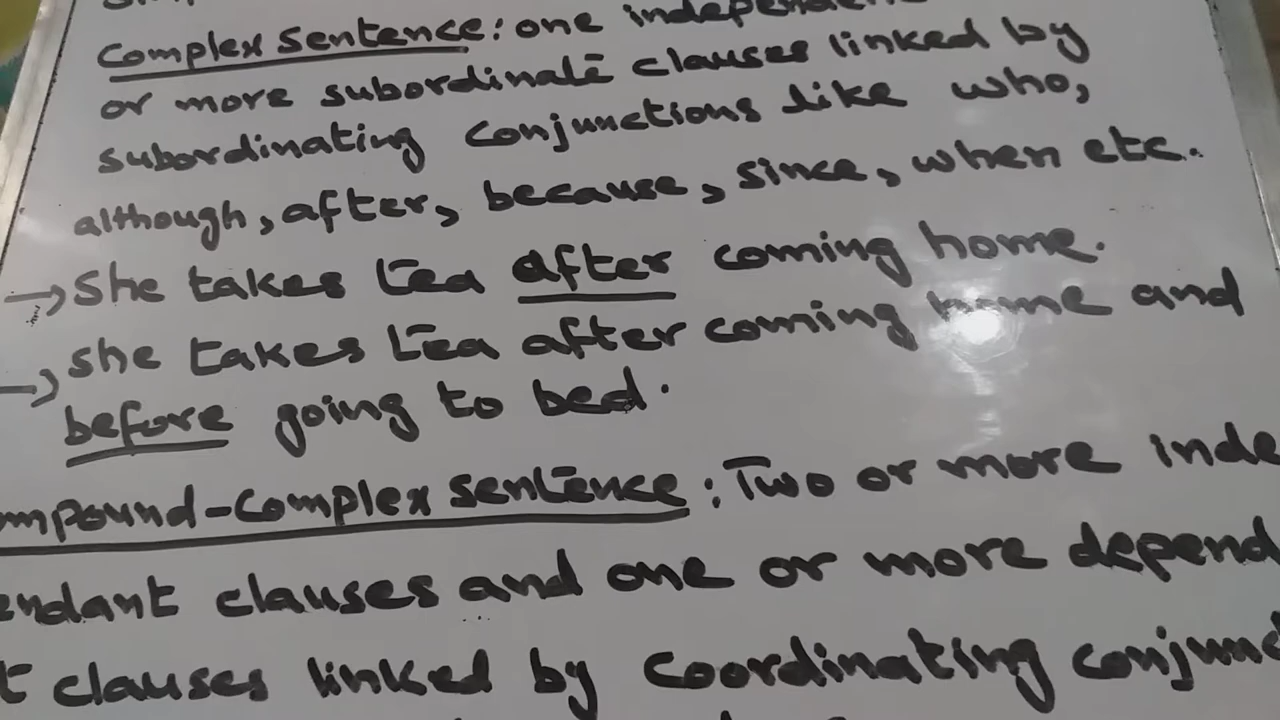 Complex Sentence: one independent
or more subordinate clauses linked by
subordinating conjunctions like who,
although, after, because, since, when etc.
→ She takes tea after coming home.
→ She takes tea after coming home and
before going to bed.
mpound-Complex sentence: Two or more inde
endant clauses and one or more depend
t clauses linked by coordinating conjunc